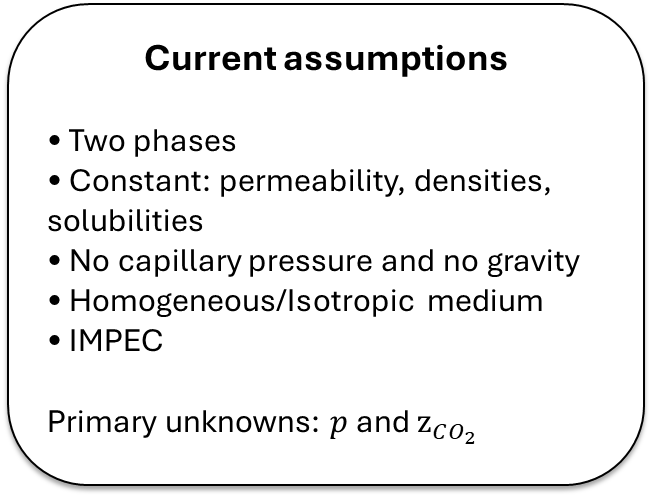 Current assumptions
• Two phases
• Constant: permeability, densities,
solubilities
• No capillary pressure and no gravity
• Homogeneous/Isotropic medium
• IMPEC
Primary unknowns: 𝑝 and z_{𝐶𝑂_2}